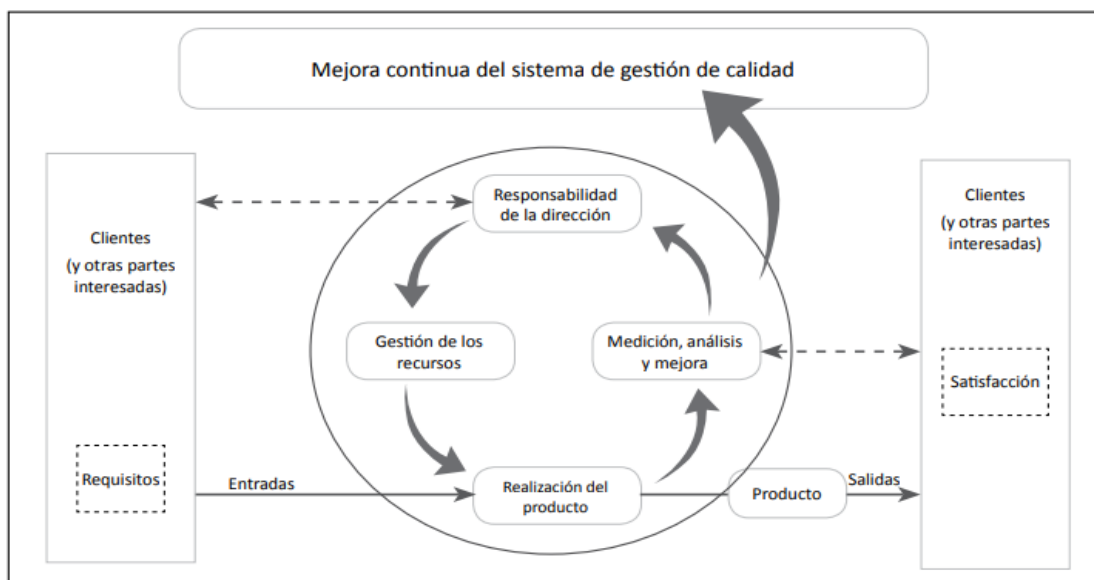 Mejora continua del sistema de gestión de calidad
Clientes
(y otras partes
interesadas)
Requisitos
Entradas
Responsabilidad
de la dirección
Gestión de los
recursos
Medición, análisis
y mejora
Realización del
producto
Producto
Salidas
Clientes
(y otras partes
interesadas)
Satisfacción